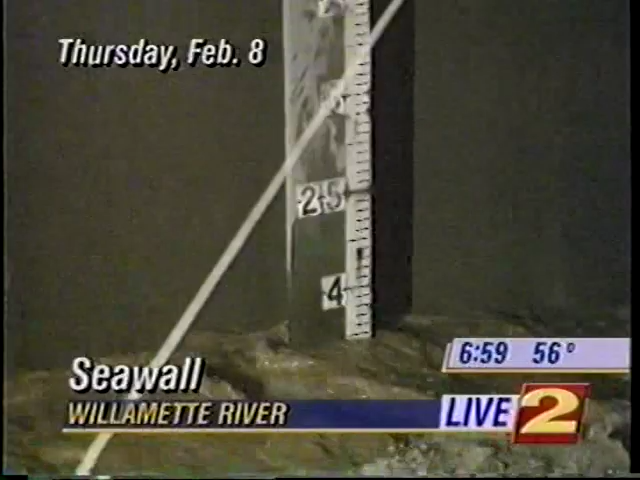 Thursday, Feb. 8
25
4
6:59 56°
Seawall
WILLAMETTE RIVER
LIVE 2